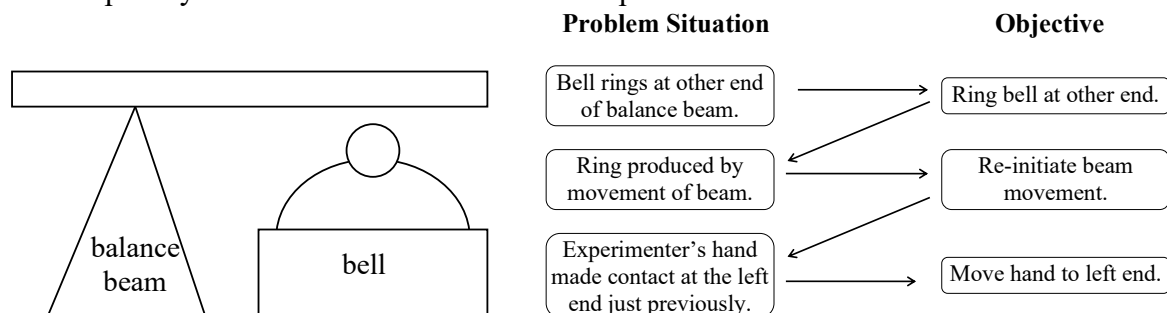 Problem Situation
Objective
Bell rings at other end
of balance beam.
Ring bell at other end.
Ring produced by
movement of beam.
Re-initiate beam
movement.
Experimenter’s hand
made contact at the left
end just previously.
Move hand to left end.
balance
beam
bell